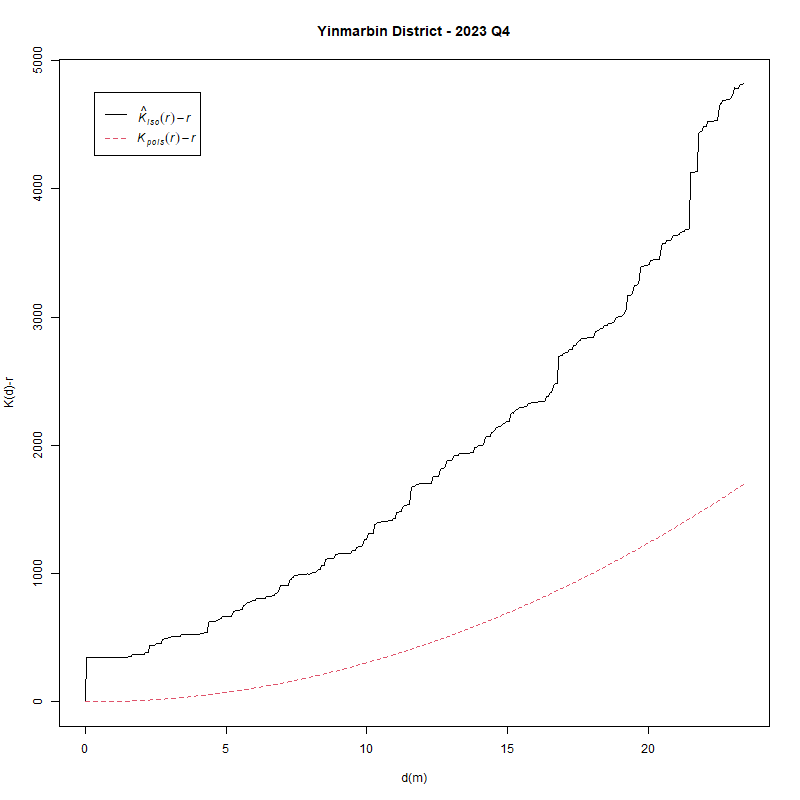 Yinmarbin District - 2023 Q4
K̂iso(r)−r
Kpois(r)−r
K(d)-r
5000
4000
3000
2000
1000
0
0 5 10 15 20
d(m)